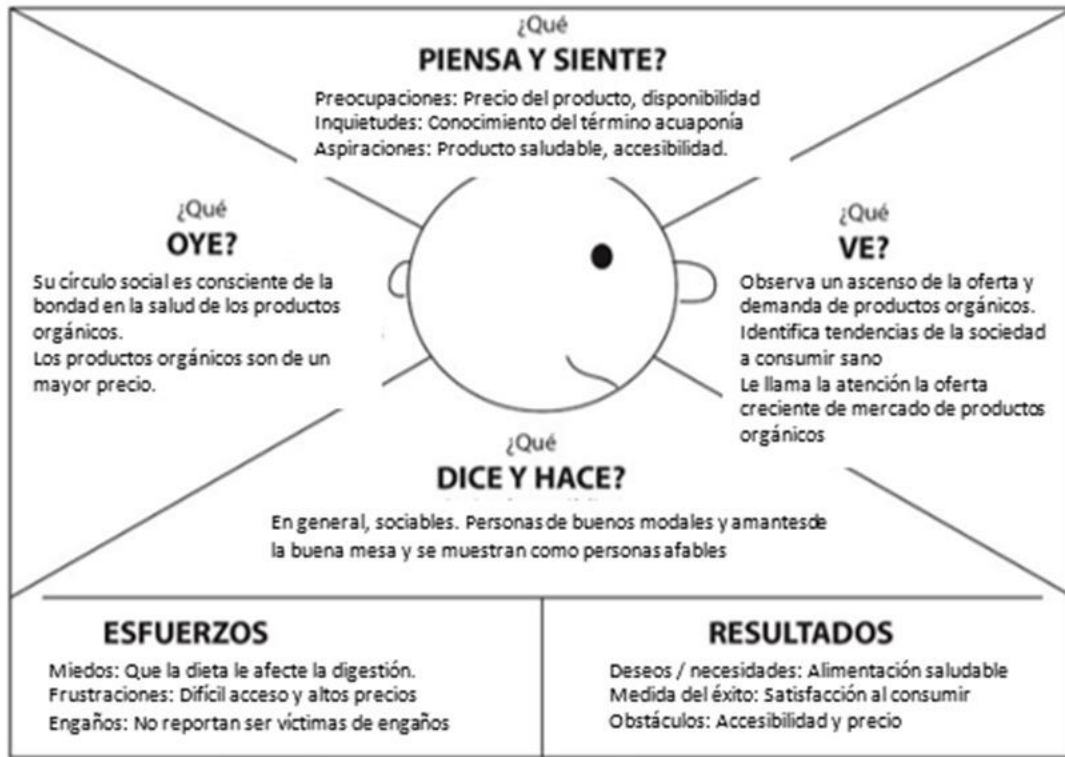 ¿Qué
PIENSA Y SIENTE?
Preocupaciones: Precio del producto, disponibilidad
Inquietudes: Conocimiento del término acuaponía
Aspiraciones: Producto saludable, accesibilidad.
¿Qué
OYE?
Su círculo social es consciente de la
bondad en la salud de los productos
orgánicos.
Los productos orgánicos son de un
mayor precio.
¿Qué
VE?
Observa un ascenso de la oferta y
demanda de productos orgánicos.
Identifica tendencias de la sociedad
a consumir sano
Le llama la atención la oferta
creciente de mercado de productos
orgánicos
¿Qué
DICE Y HACE?
En general, sociables. Personas de buenos modales y amantes de
la buena mesa y se muestran como personas afables
ESFUERZOS
Miedos: Que la dieta le afecte la digestión.
Frustraciones: Difícil acceso y altos precios
Engaños: No reportan ser víctimas de engaños
RESULTADOS
Deseos / necesidades: Alimentación saludable
Medida del éxito: Satisfacción al consumir
Obstáculos: Accesibilidad y precio